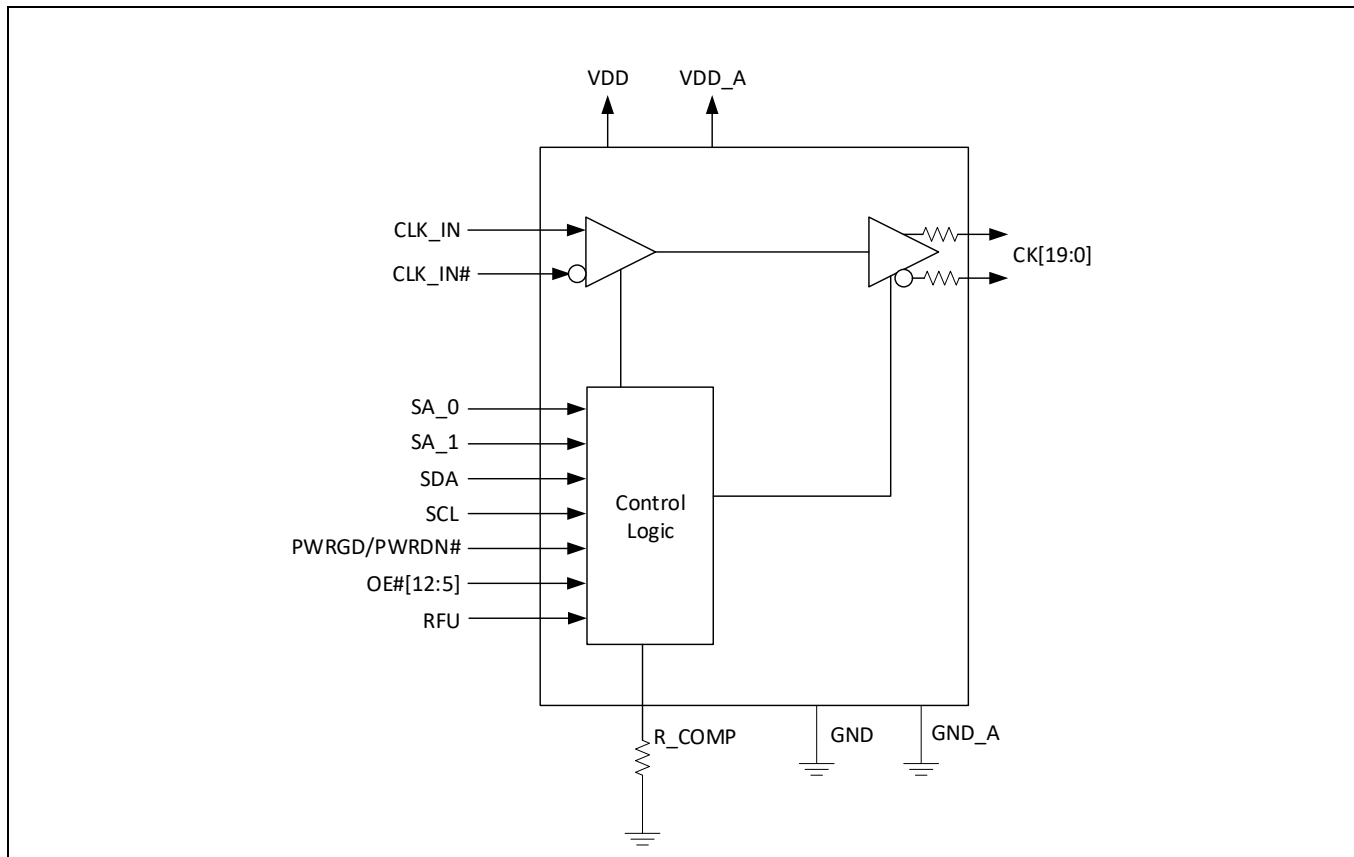 VDD
VDD_A
CLK_IN
CLK_IN#
CK[19:0]
SA_0
SA_1
SDA
SCL
PWRGD/PWRDN#
OE#[12:5]
RFU
Control
Logic
R_COMP
GND
GND_A